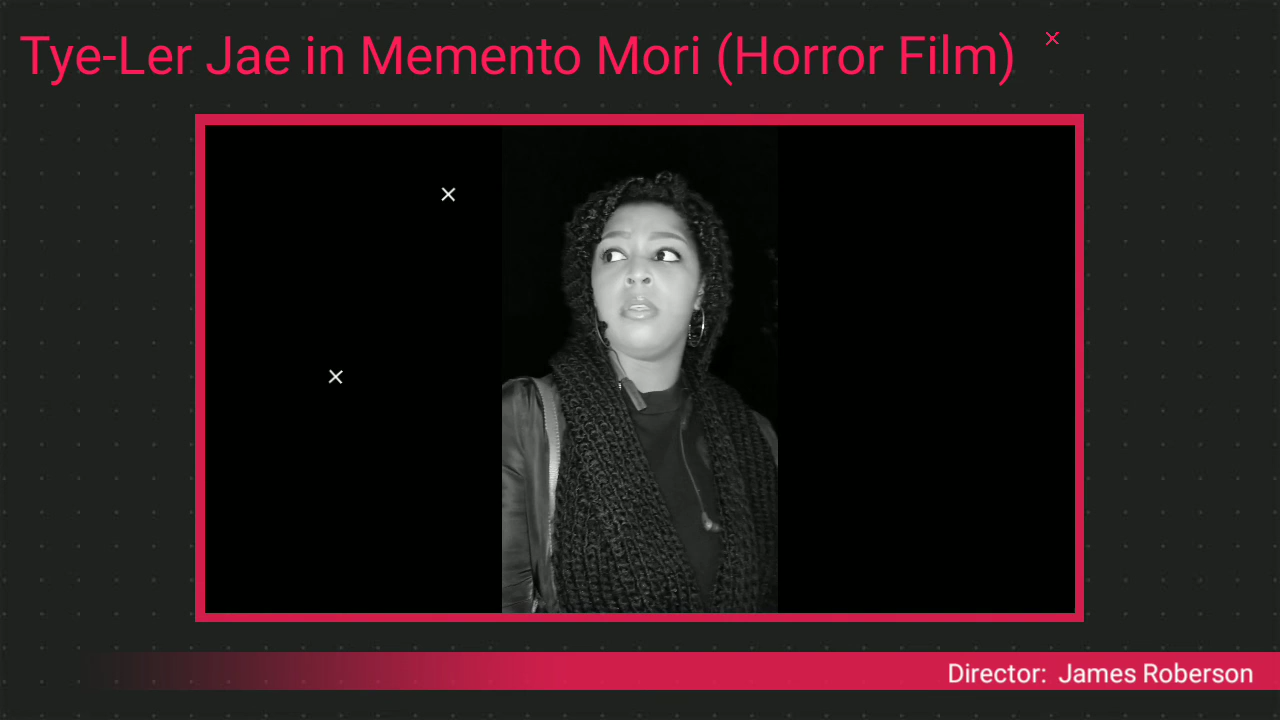 Tye-Ler Jae in Memento Mori (Horror Film)
Director: James Roberson